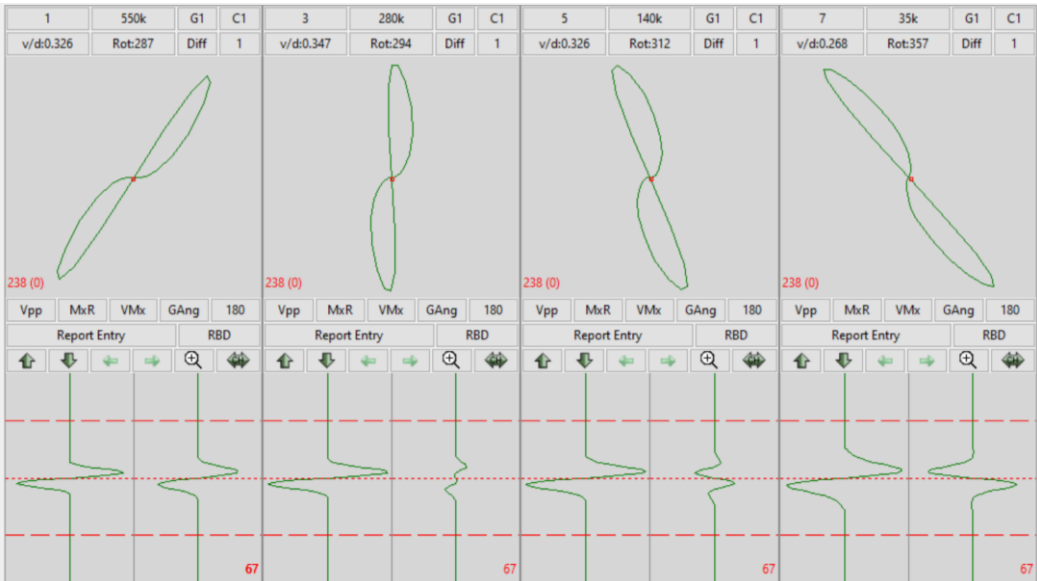 1 550k G1 C1 3 280k G1 C1 5 140k G1 C1 7 35k G1 C1
v/d:0.326 Rot:287 Diff 1 v/d:0.347 Rot:294 Diff 1 v/d:0.326 Rot:312 Diff 1 v/d:0.268 Rot:357 Diff 1
238 (0) 238 (0) 238 (0) 238 (0)
Vpp MxR VMx GAng 180 Vpp MxR VMx GAng 180 Vpp MxR VMx GAng 180 Vpp MxR VMx GAng 180
Report Entry RBD Report Entry RBD Report Entry RBD Report Entry RBD
67 67 67 67